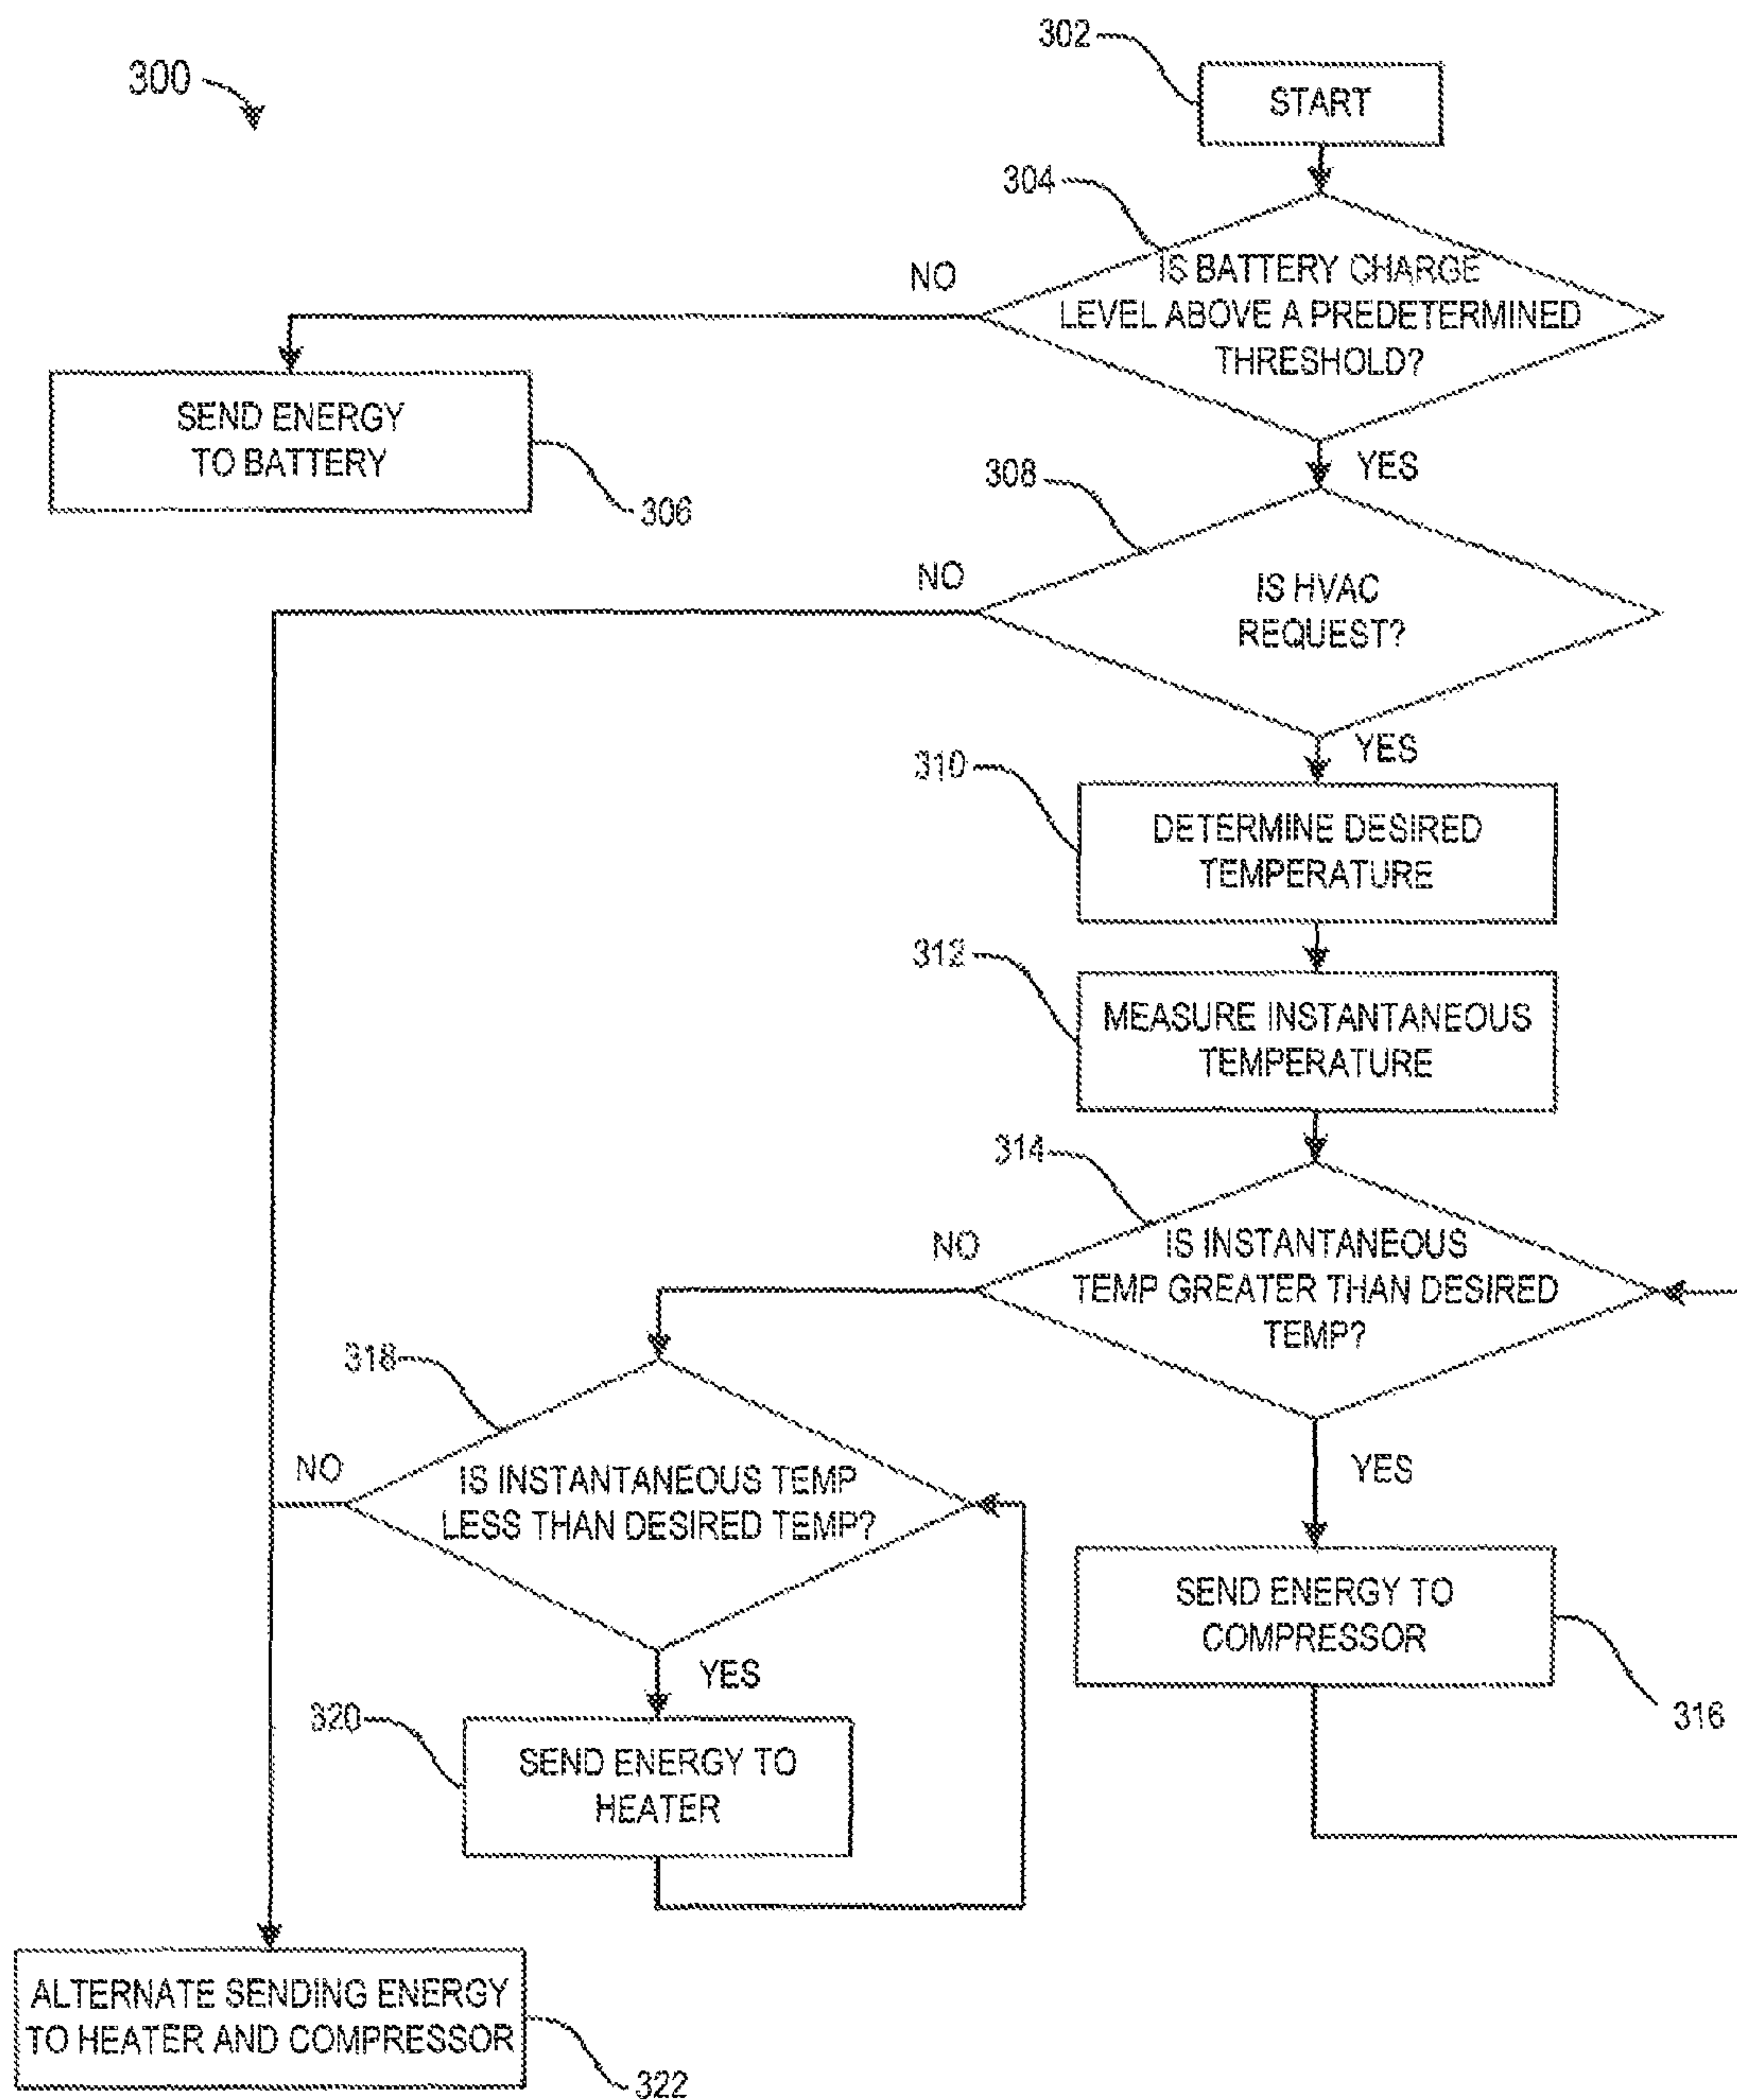 300
302
START
304
IS BATTERY CHARGE
LEVEL ABOVE A PREDETERMINED
THRESHOLD?
NO
SEND ENERGY
TO BATTERY
306
YES
308
IS HVAC
REQUEST?
NO
YES
310
DETERMINE DESIRED
TEMPERATURE
312
MEASURE INSTANTANEOUS
TEMPERATURE
314
IS INSTANTANEOUS
TEMP GREATER THAN DESIRED
TEMP?
NO
YES
SEND ENERGY TO
COMPRESSOR
316
318
IS INSTANTANEOUS TEMP
LESS THAN DESIRED TEMP?
NO
YES
320
SEND ENERGY TO
HEATER
ALTERNATE SENDING ENERGY
TO HEATER AND COMPRESSOR
322